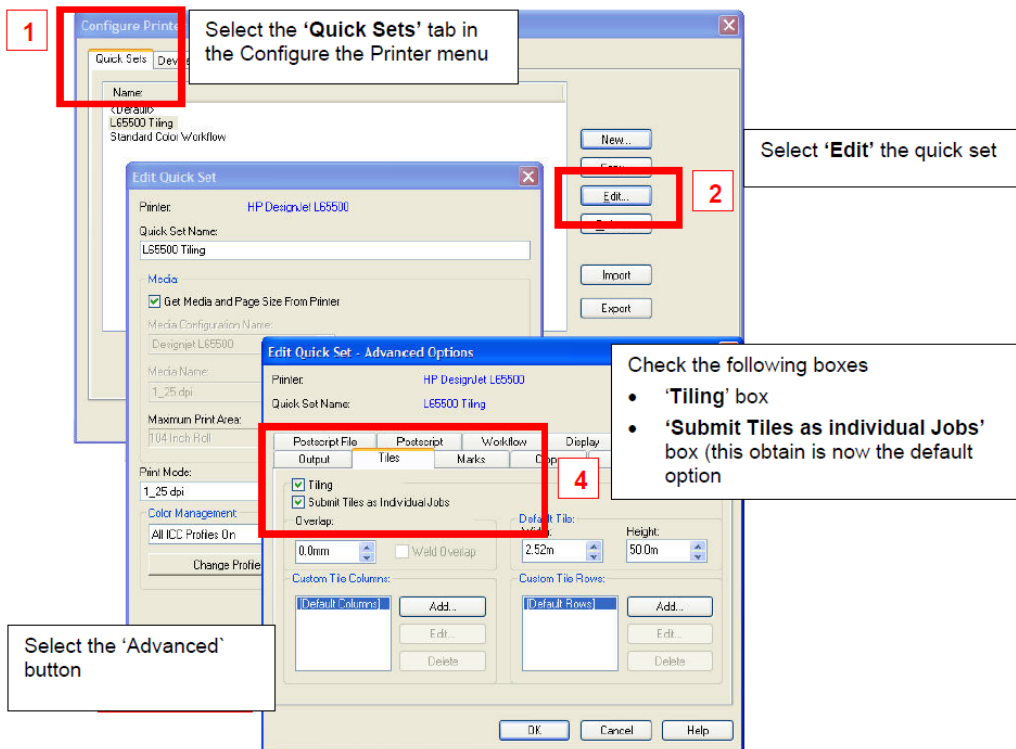 1
Configure Printe
Select the ‘Quick Sets’ tab in
the Configure the Printer menu
Quick Sets
Name:
<Default>
L65500 Tiling
Standard Color Workflow
New...
Select ‘Edit’ the quick set
Edit...
2
Import
Export
Edit Quick Set
Printer: HP DesignJet L65500
Quick Set Name:
L65500 Tiling
Media
Get Media and Page Size From Printer
Media Configuration Name:
Designjet L65500
Media Name:
1_25 dpi
Maximum Print Area:
104 Inch Roll
Print Mode:
1_25 dpi
Color Management
All ICC Profiles On
Change Profile
Edit Quick Set - Advanced Options
Printer: HP DesignJet L65500
Quick Set Name: L65500 Tiling
Check the following boxes
• ‘Tiling’ box
• ‘Submit Tiles as individual Jobs’
box (this obtain is now the default
option
Postscript File Postscript Workflow Display
Output Tiles Marks
4
Tiling
Submit Tiles as Individual Jobs
Overlap:
0.0mm
Weld Overlap
Default Tile:
Width: Height:
2.52m 50.0m
Custom Tile Columns: Custom Tile Rows:
[Default Columns] Add... [Default Rows] Add...
Edit... Edit...
Delete Delete
Select the ‘Advanced`
button
OK Cancel Help